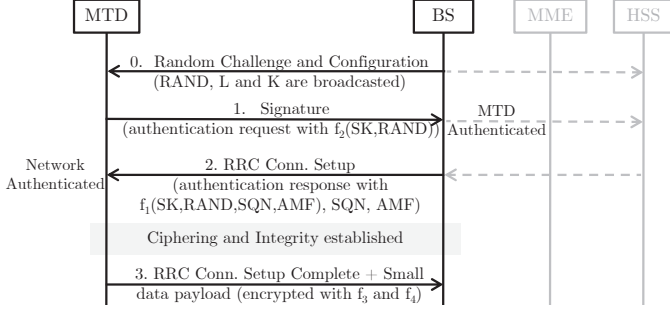 MTD BS MME HSS
0. Random Challenge and Configuration
(RAND, L and K are broadcasted)
1. Signature
(authentication request with f2(SK,RAND))
MTD
Authenticated
2. RRC Conn. Setup
(authentication response with
f1(SK,RAND,SQN,AMF), SQN, AMF)
Network
Authenticated
Ciphering and Integrity established
3. RRC Conn. Setup Complete + Small
data payload (encrypted with f3 and f4)